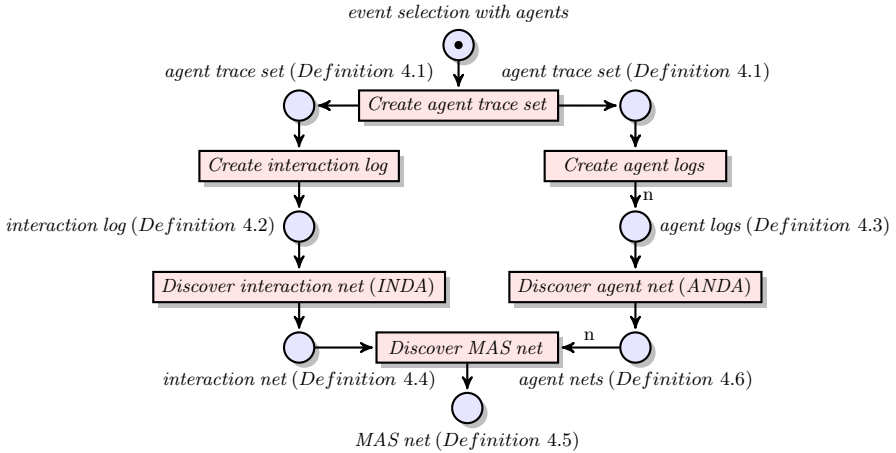 event selection with agents
agent trace set (Definition 4.1)
agent trace set (Definition 4.1)
Create agent trace set
Create interaction log
Create agent logs
n
interaction log (Definition 4.2)
agent logs (Definition 4.3)
Discover interaction net (INDA)
Discover agent net (ANDA)
n
Discover MAS net
interaction net (Definition 4.4)
agent nets (Definition 4.6)
MAS net (Definition 4.5)